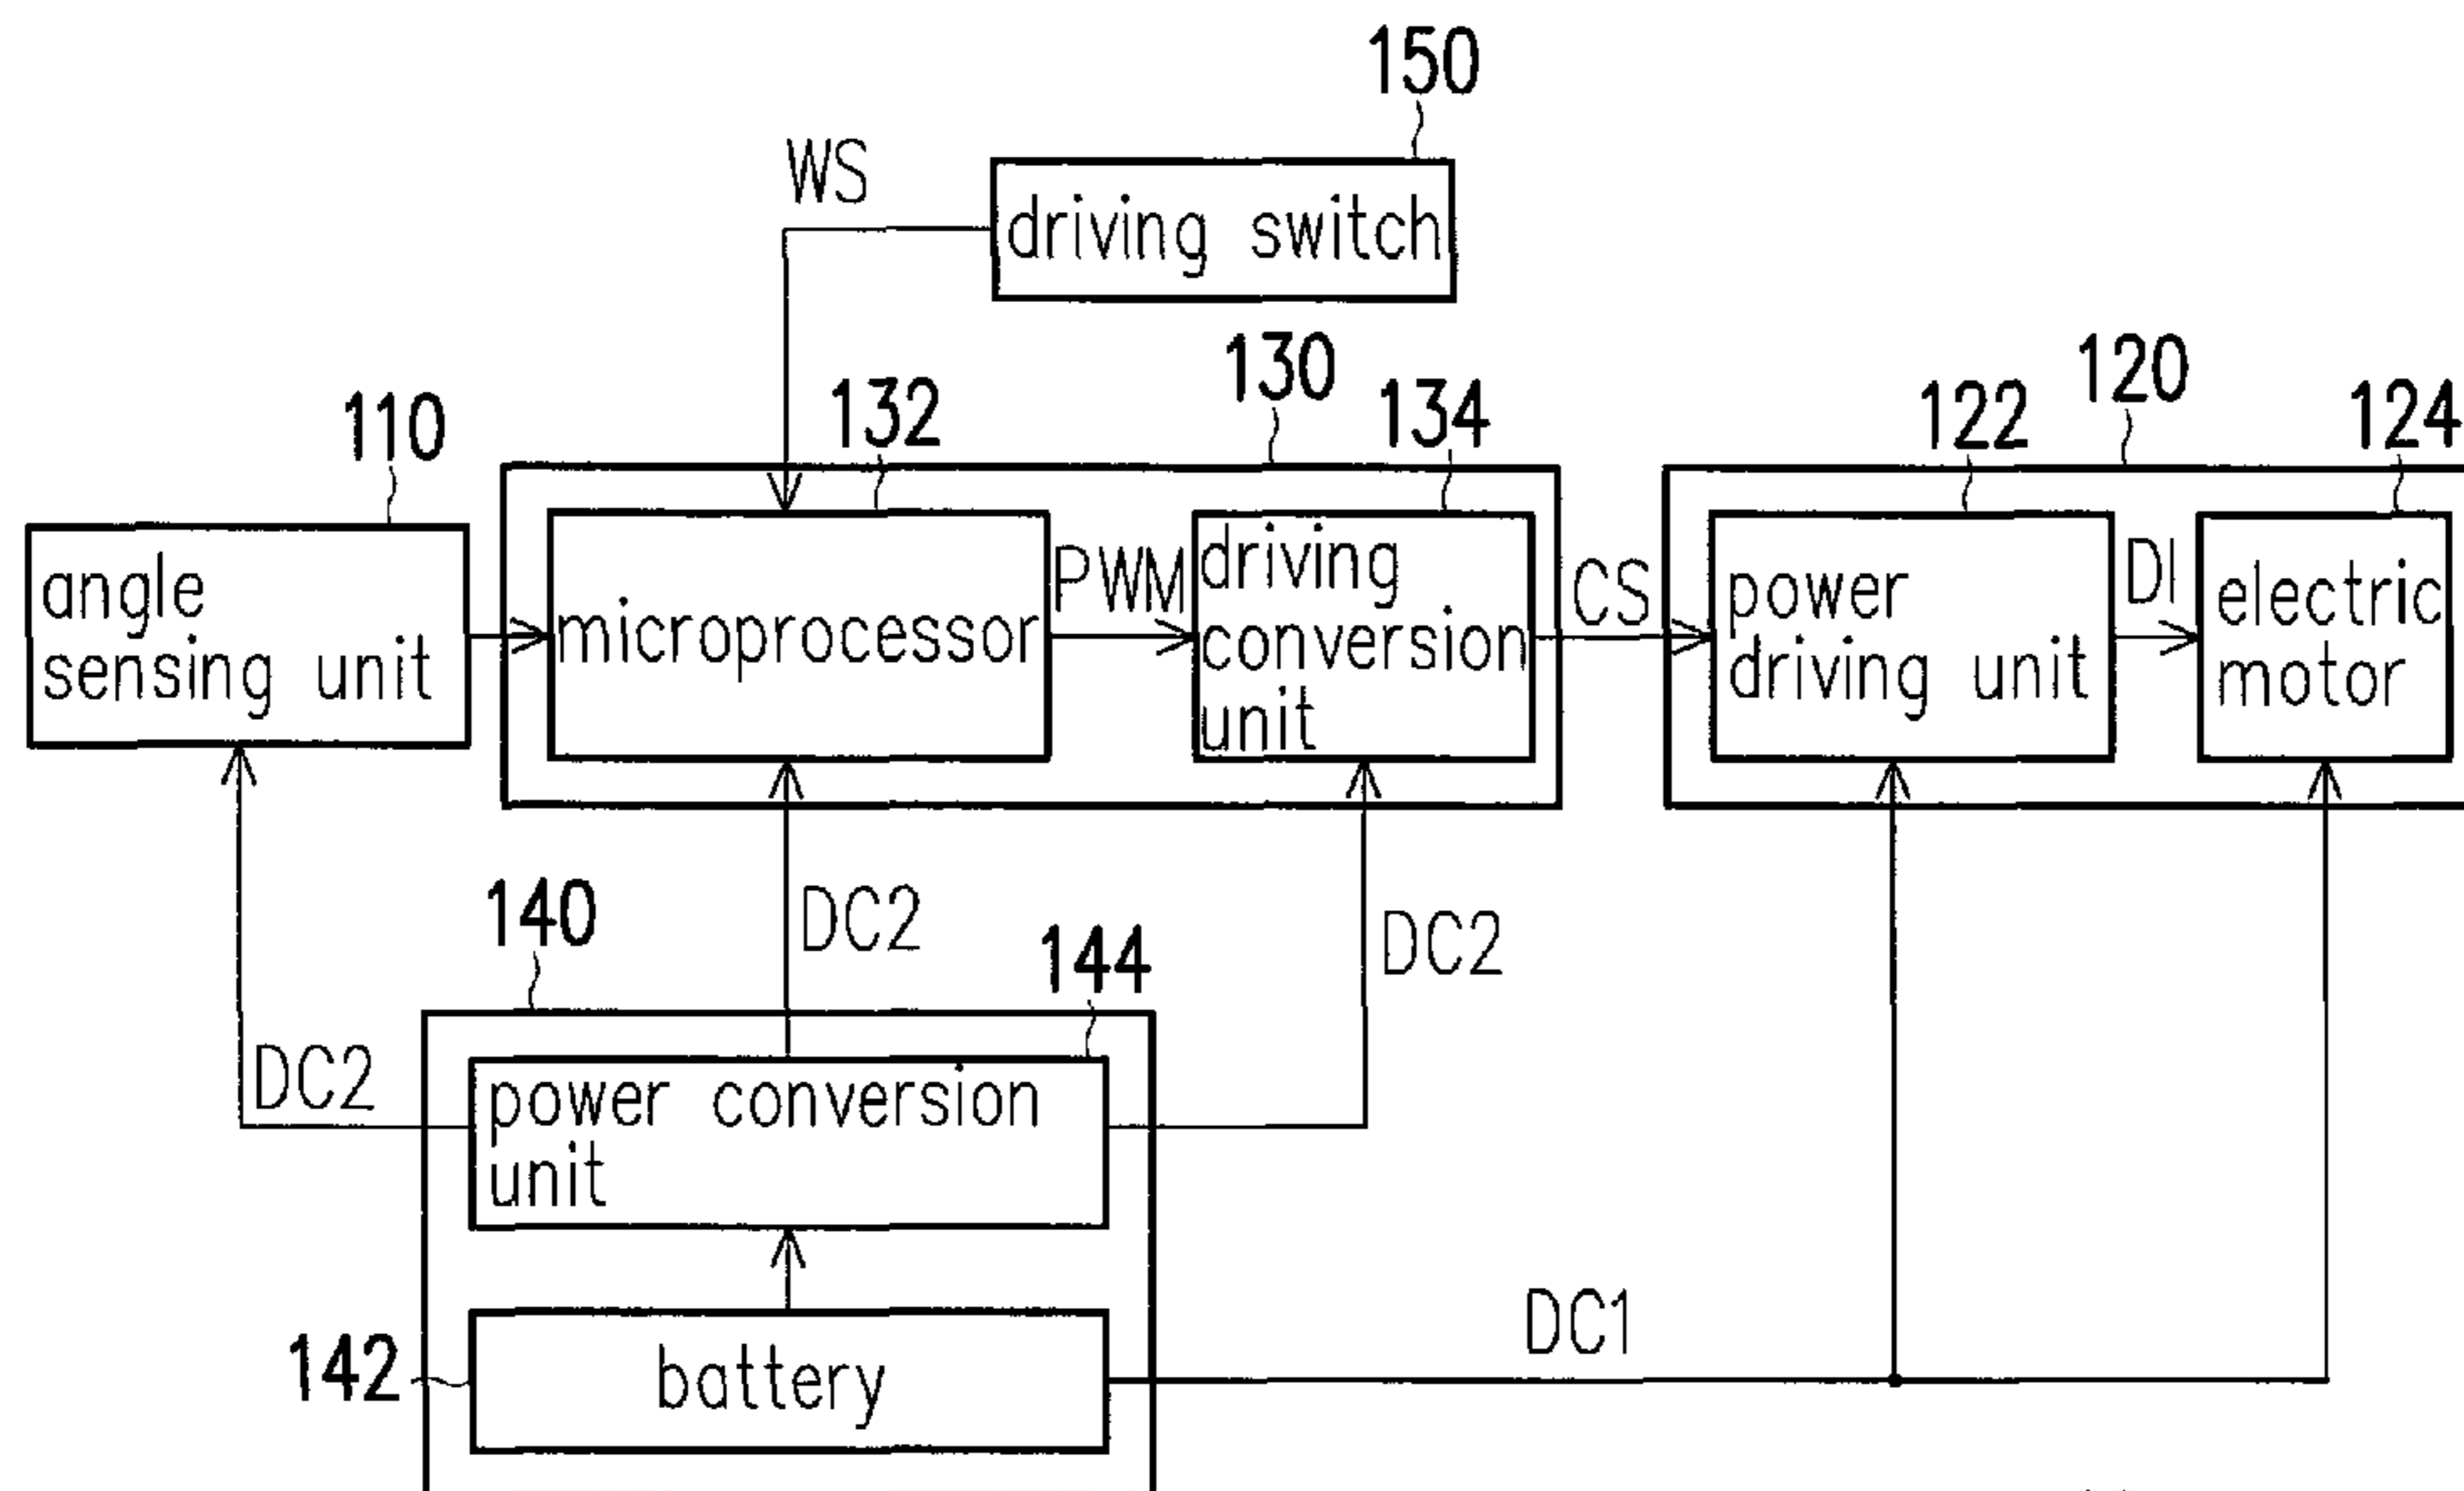 150
WS
driving switch
130
120
110
132
134
122
124
angle
sensing unit
microprocessor
PWM
driving
conversion
unit
CS
power
driving unit
DI
electric
motor
140
DC2
DC2
144
DC2
power conversion
unit
DC1
142
battery